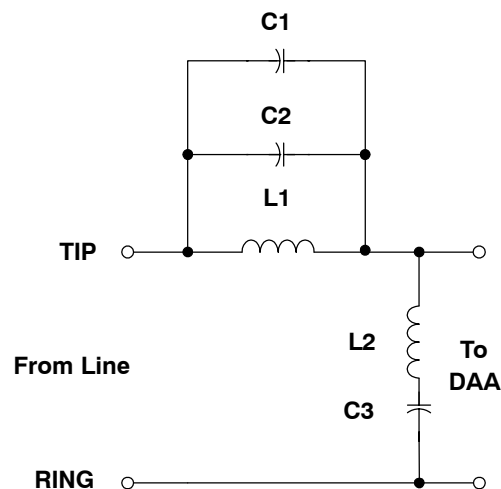 C1
C2
L1
TIP
L2
To
DAA
From Line
C3
RING